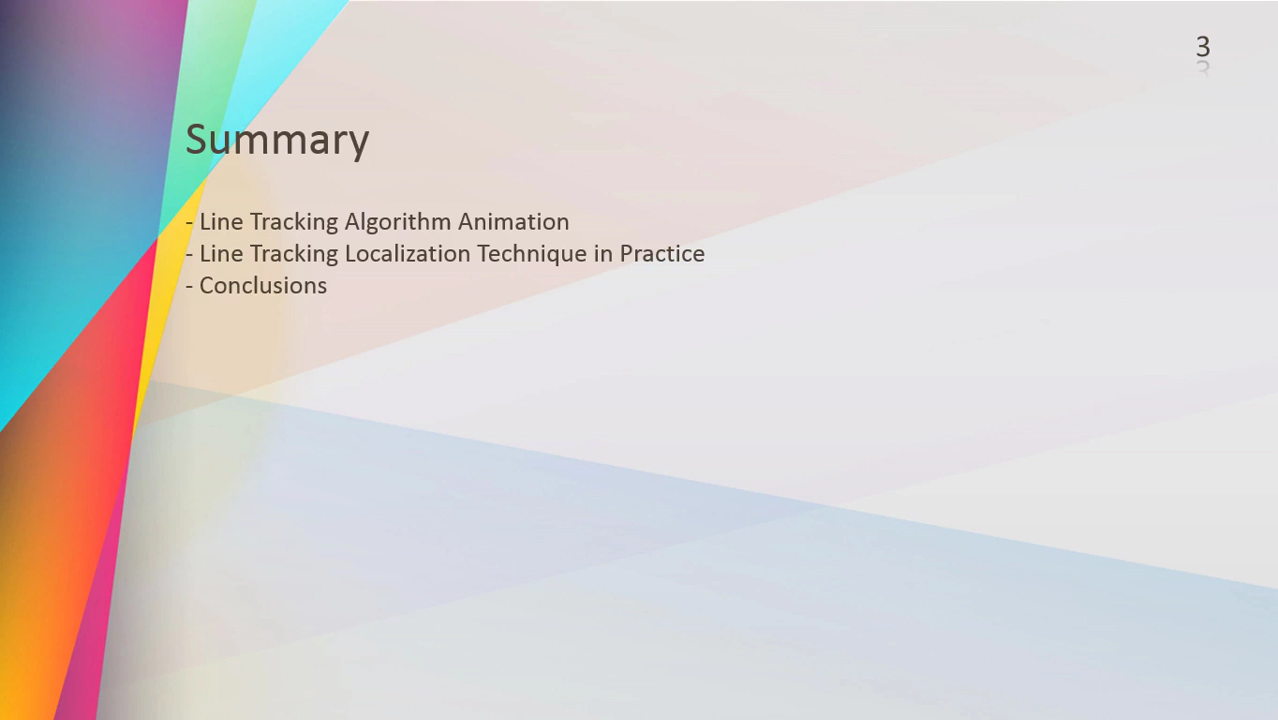 3
Summary
- Line Tracking Algorithm Animation
- Line Tracking Localization Technique in Practice
- Conclusions